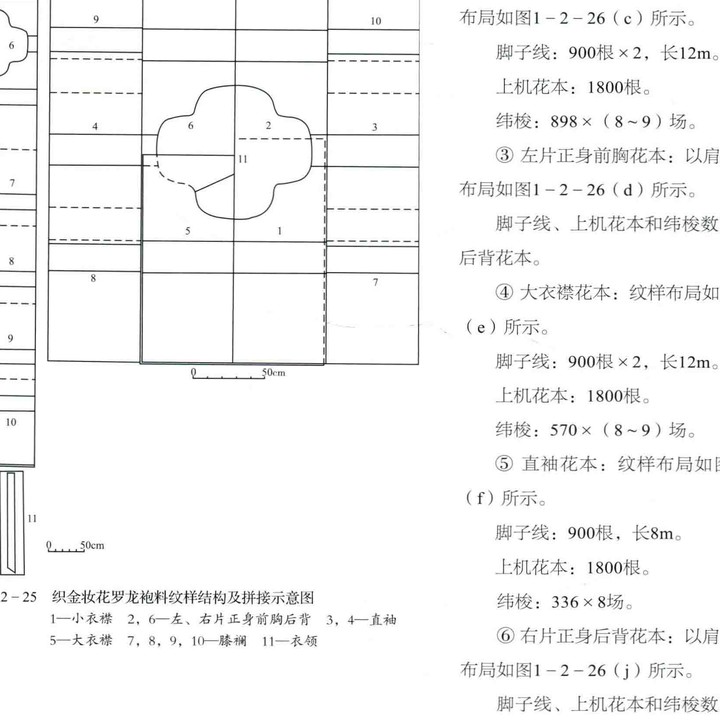 6
7
8
9
10
11
0 50cm
9
10
6
2
4
3
11
5
1
8
7
0 50cm
2-25 织金妆花罗龙袍料纹样结构及拼接示意图
1—小衣襟 2，6—左、右片正身前胸后背 3，4—直袖
5—大衣襟 7，8，9，10—膝襕 11—衣领
布局如图1-2-26（c）所示。
脚子线：900根×2，长12m。
上机花本：1800根。
纬梭：898×（8~9）场。
③ 左片正身前胸花本：以肩
布局如图1-2-26（d）所示。
脚子线、上机花本和纬梭数
后背花本。
④ 大衣襟花本：纹样布局如
（e）所示。
脚子线：900根×2，长12m。
上机花本：1800根。
纬梭：570×（8~9）场。
⑤ 直袖花本：纹样布局如图
（f）所示。
脚子线：900根，长8m。
上机花本：1800根。
纬梭：336×8场。
⑥ 右片正身后背花本：以肩
布局如图1-2-26（j）所示。
脚子线、上机花本和纬梭数